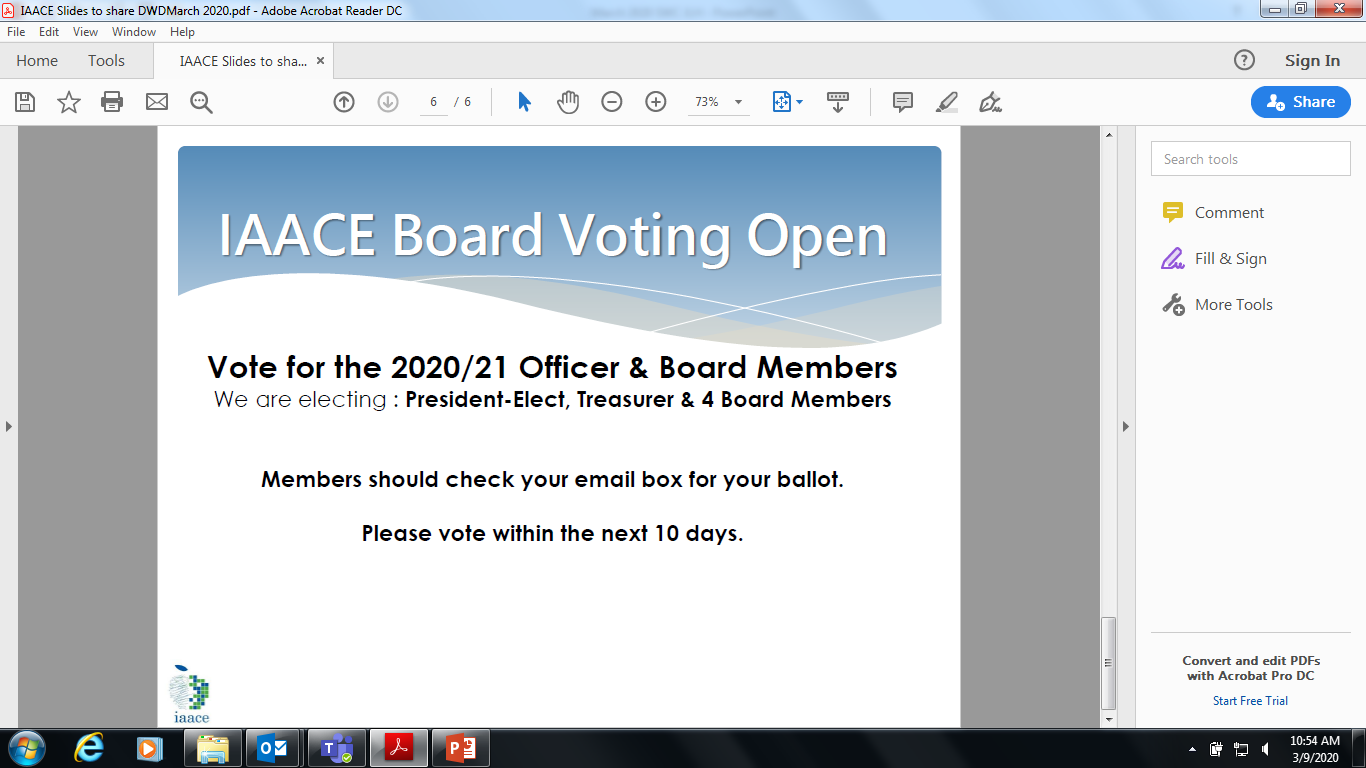 IAACE Slides to share DWDMarch 2020.pdf - Adobe Acrobat Reader DC
File Edit View Window Help
Home Tools IAACE Slides to sha... × ? Sign In
6 / 6 73% Share
IAACE Board Voting Open
Vote for the 2020/21 Officer & Board Members
We are electing : President-Elect, Treasurer & 4 Board Members
Members should check your email box for your ballot.
Please vote within the next 10 days.
iaace
Search tools
Comment
Fill & Sign
More Tools
Convert and edit PDFs
with Acrobat Pro DC
Start Free Trial
10:54 AM
3/9/2020